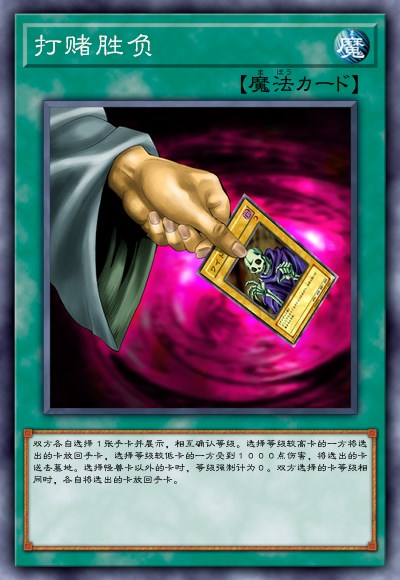 打赌胜负
魔
【魔法カード】
ま ほう
ワイト
双方各自选择1张手卡并展示，相互确认等级。选择等级较高卡的一方将选
出的卡放回手卡，选择等级较低卡的一方受到1000点伤害，将选出的卡
送去墓地。选择怪兽卡以外的卡时，等级强制计为0。双方选择的卡等级相
同时，各自将选出的卡放回手卡。